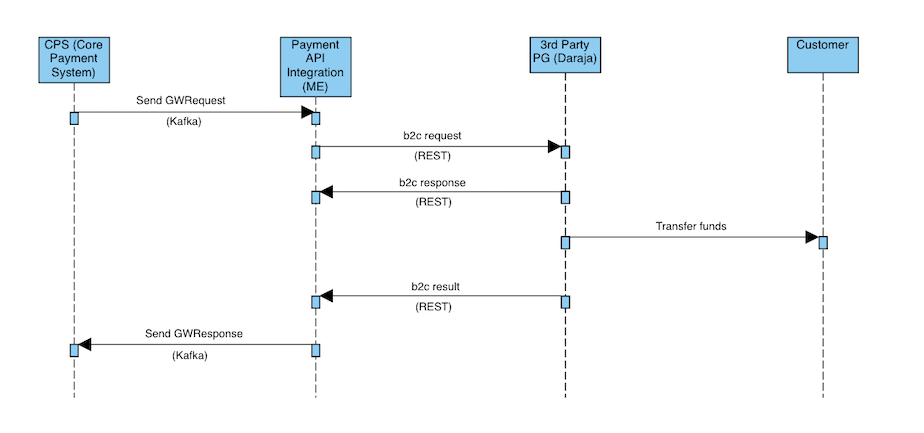 CPS (Core
Payment
System)
Payment
API
Integration
(ME)
3rd Party
PG (Daraja)
Customer
Send GWRequest
(Kafka)
b2c request
(REST)
b2c response
(REST)
Transfer funds
b2c result
(REST)
Send GWResponse
(Kafka)